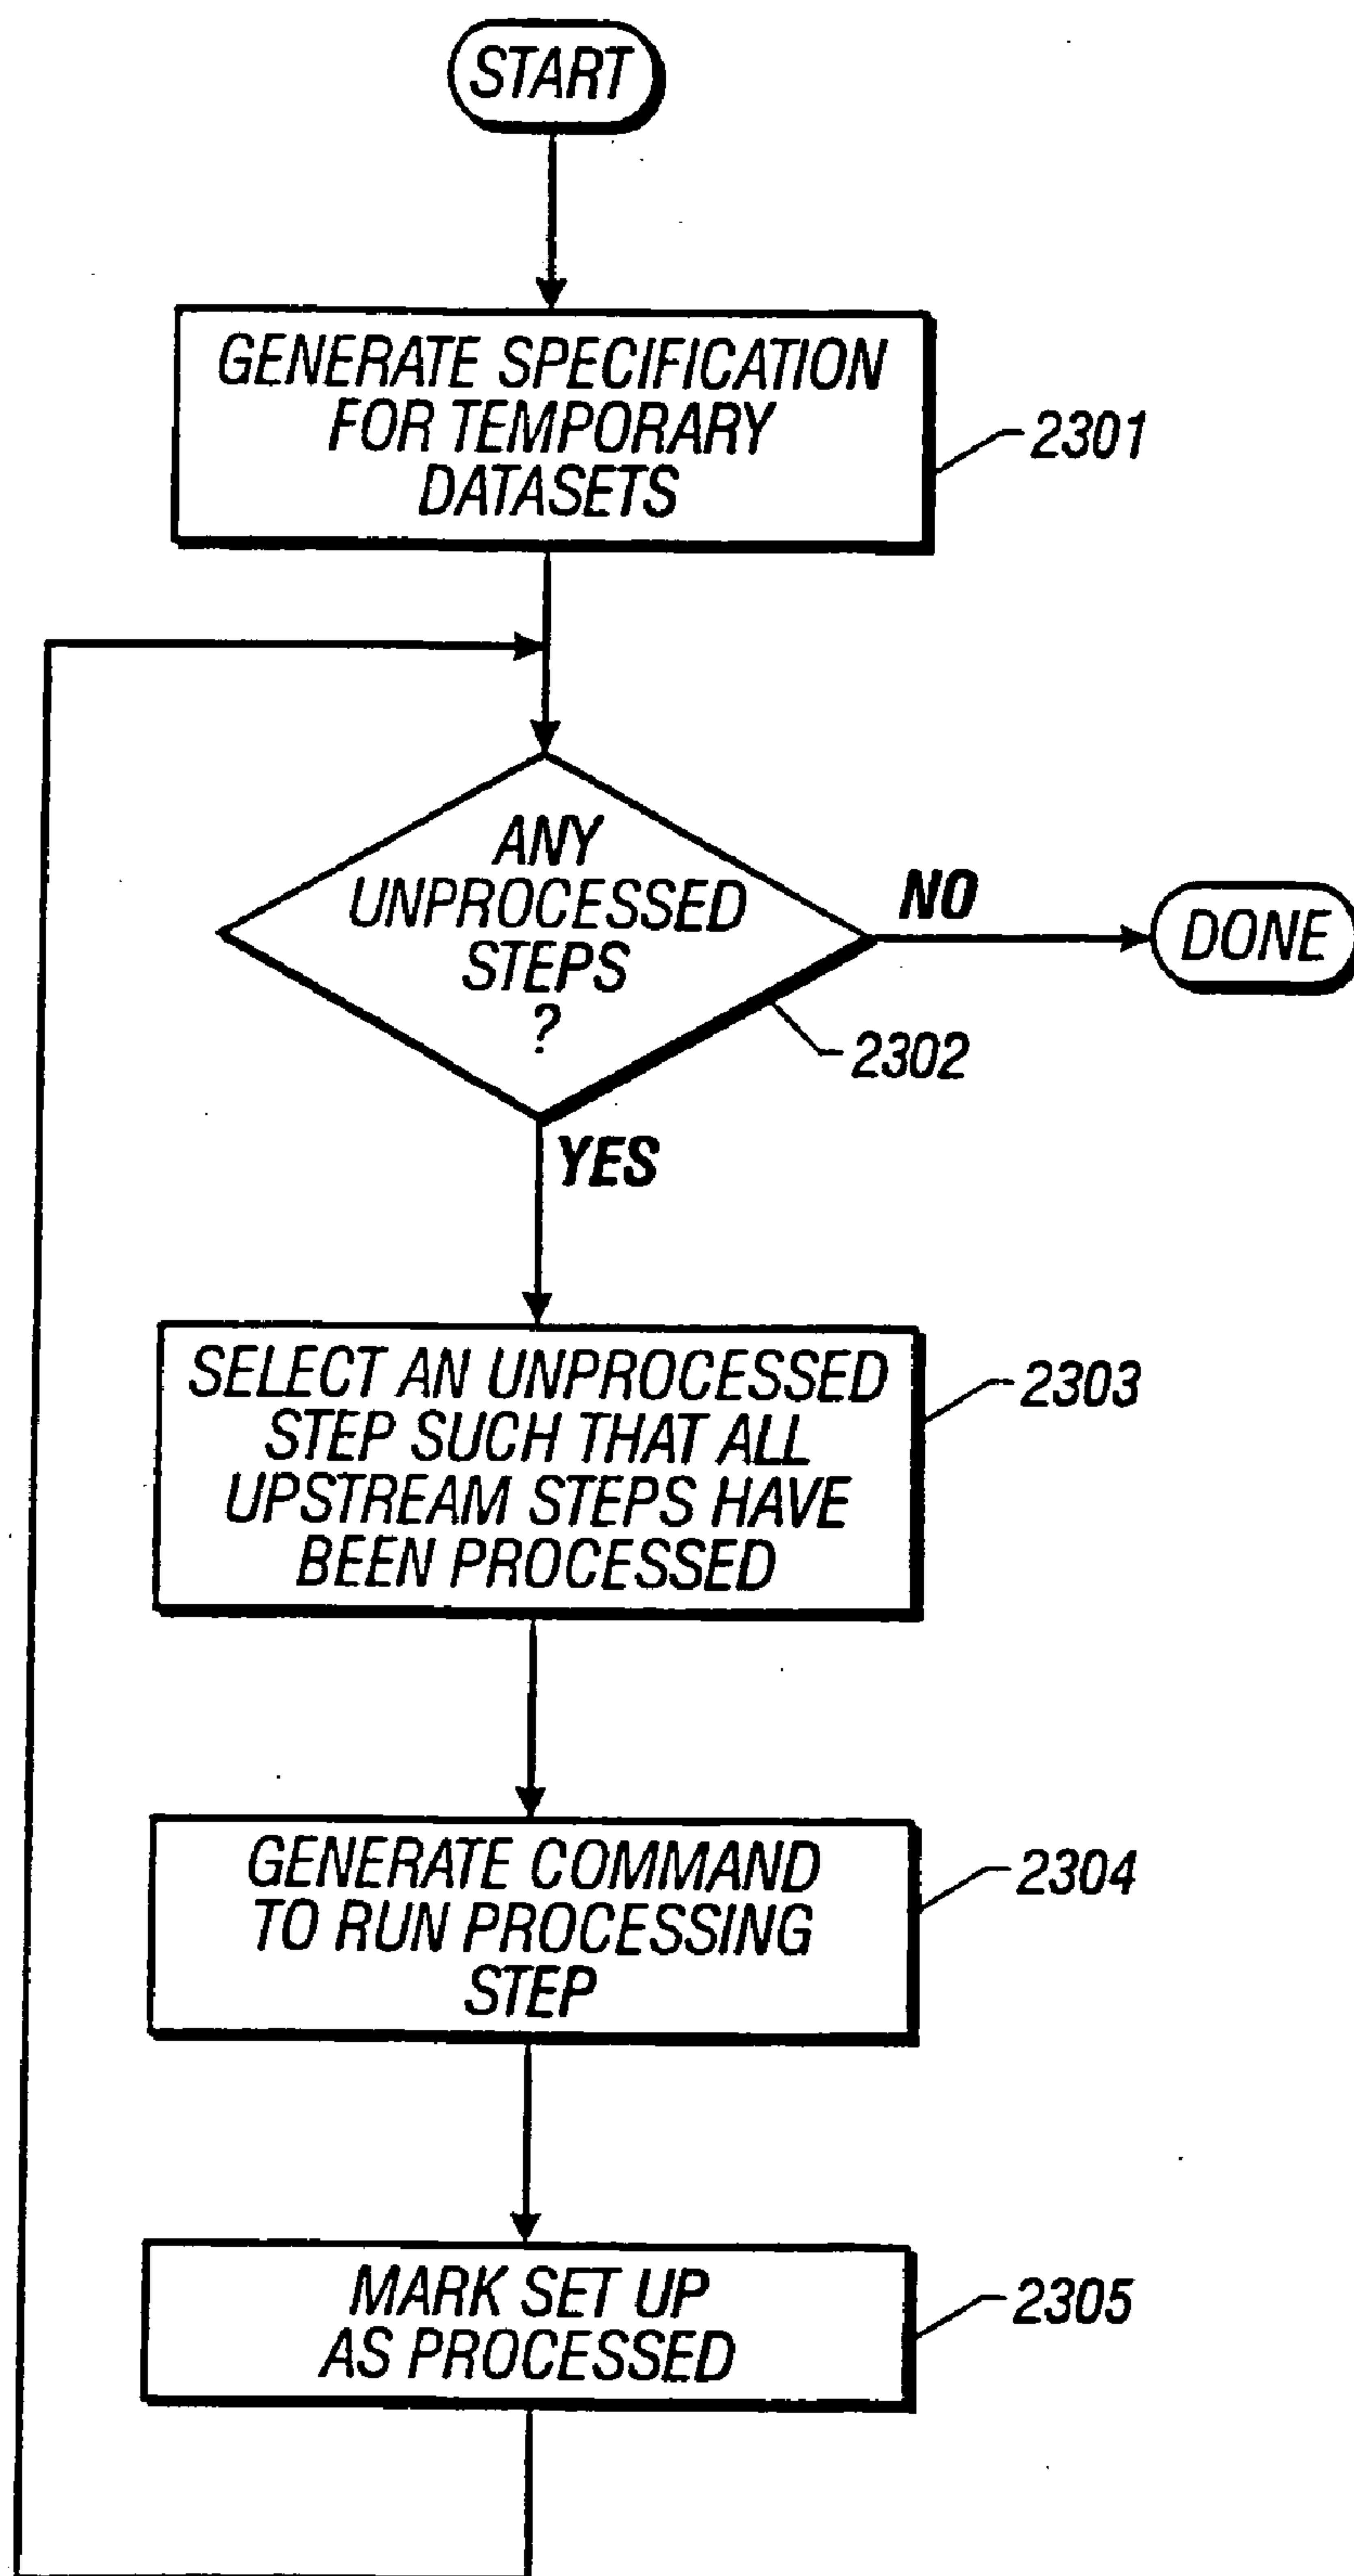 START
GENERATE SPECIFICATION
FOR TEMPORARY
DATASETS
2301
ANY
UNPROCESSED
STEPS
?
NO
DONE
2302
YES
SELECT AN UNPROCESSED
STEP SUCH THAT ALL
UPSTREAM STEPS HAVE
BEEN PROCESSED
2303
GENERATE COMMAND
TO RUN PROCESSING
STEP
2304
MARK SET UP
AS PROCESSED
2305